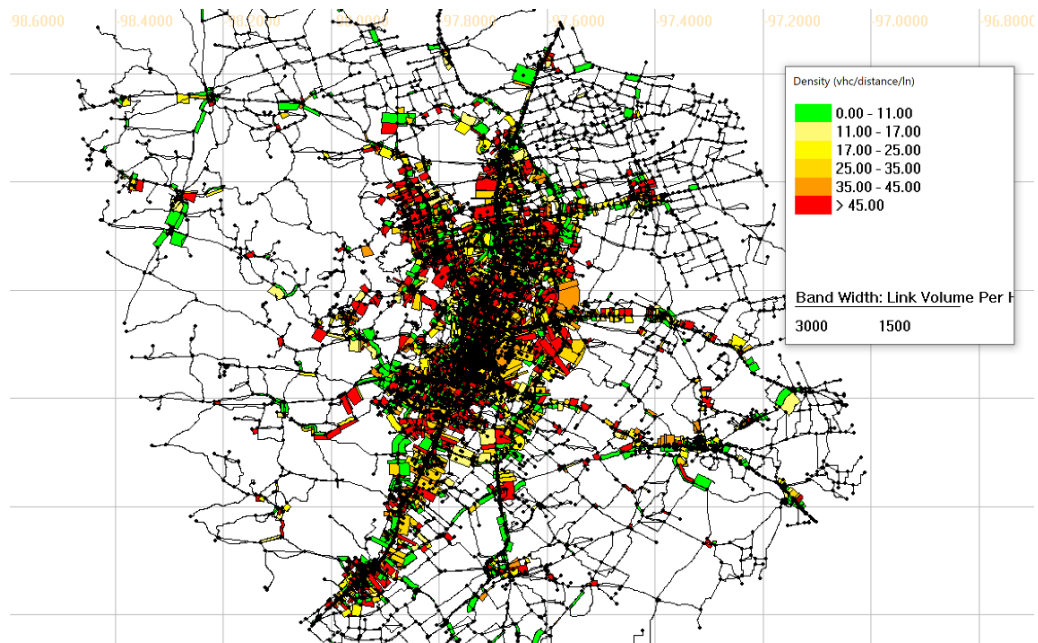 98.6000 -98.4000 -98.2000 -98.0000 -97.8000 -97.6000 -97.4000 -97.2000 -97.0000 -96.8000
Density (vhc/distance/ln)
0.00 - 11.00
11.00 - 17.00
17.00 - 25.00
25.00 - 35.00
35.00 - 45.00
> 45.00
Band Width: Link Volume Per H
3000 1500